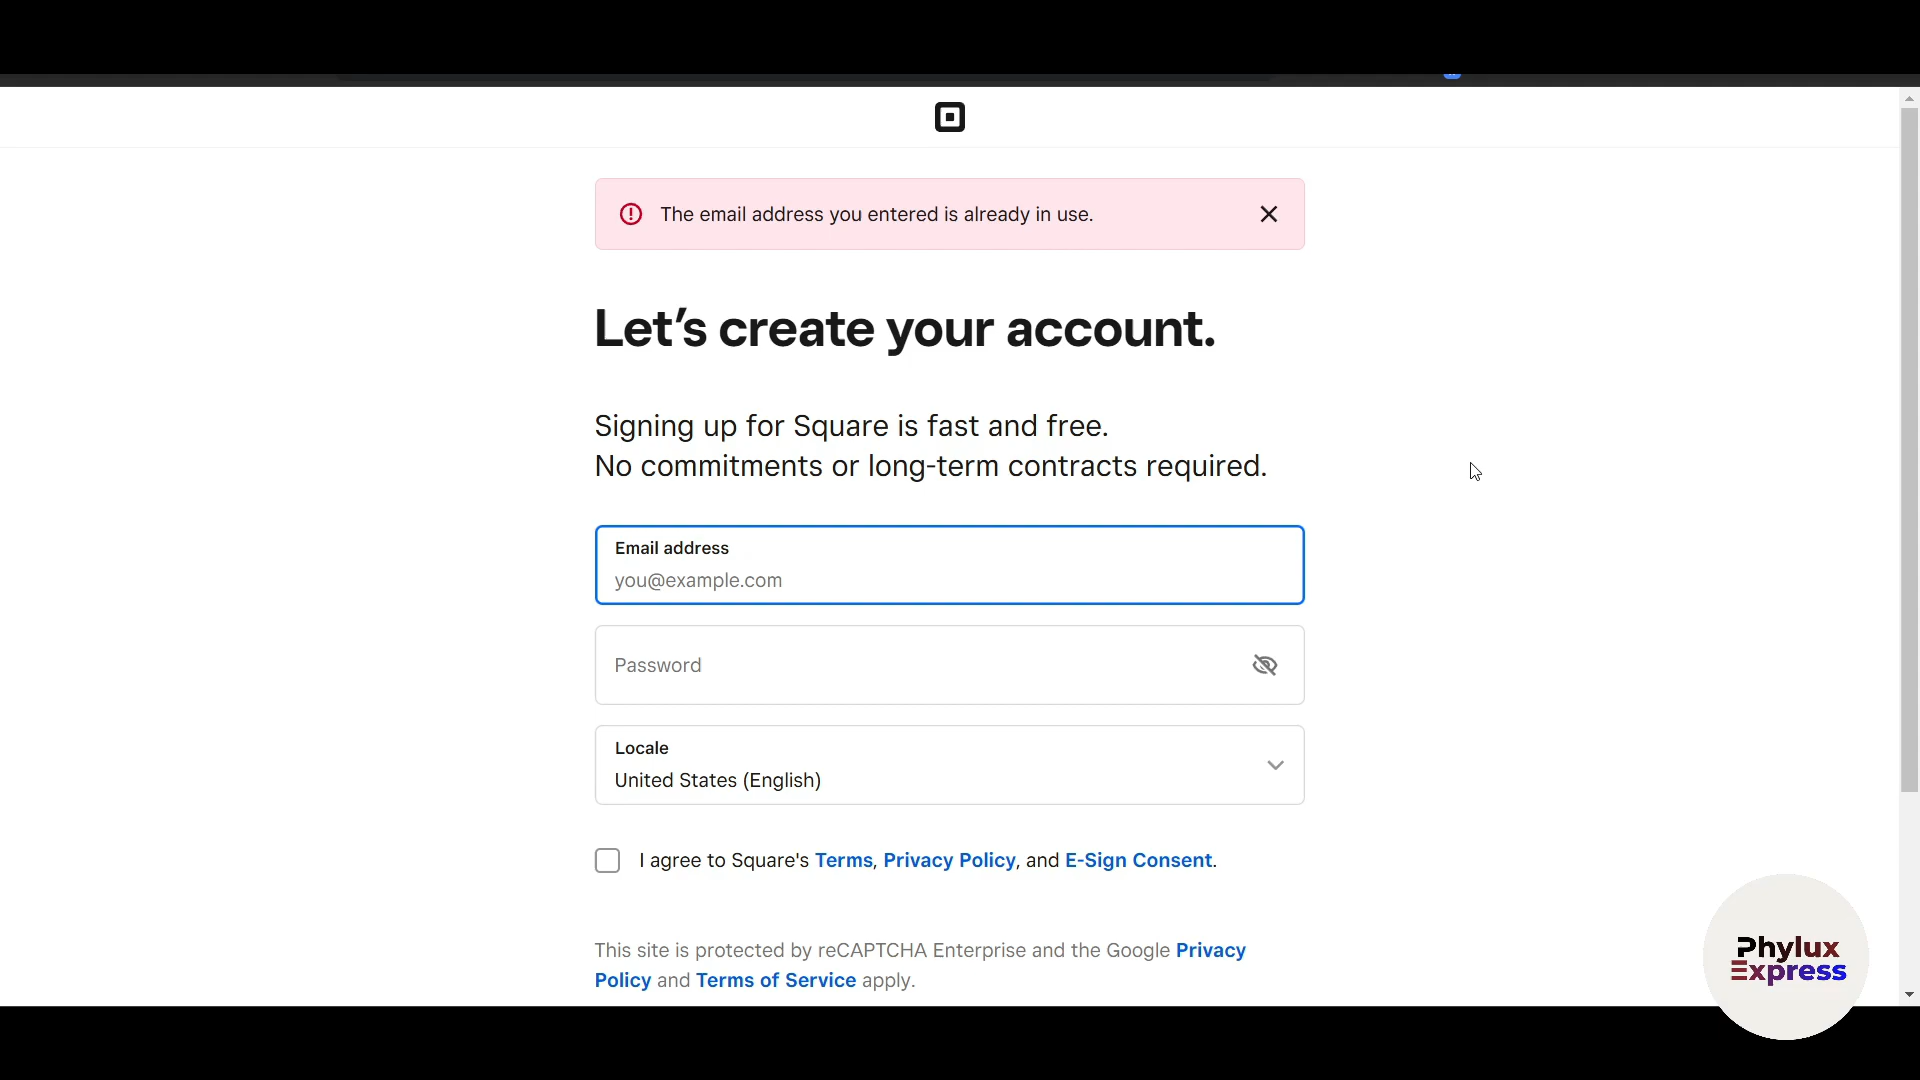 The email address you entered is already in use.
Let’s create your account.
Signing up for Square is fast and free.
No commitments or long-term contracts required.
Email address
you@example.com
Password
Locale
United States (English)
I agree to Square's Terms, Privacy Policy, and E-Sign Consent.
This site is protected by reCAPTCHA Enterprise and the Google Privacy
Policy and Terms of Service apply.
Phylux
Express